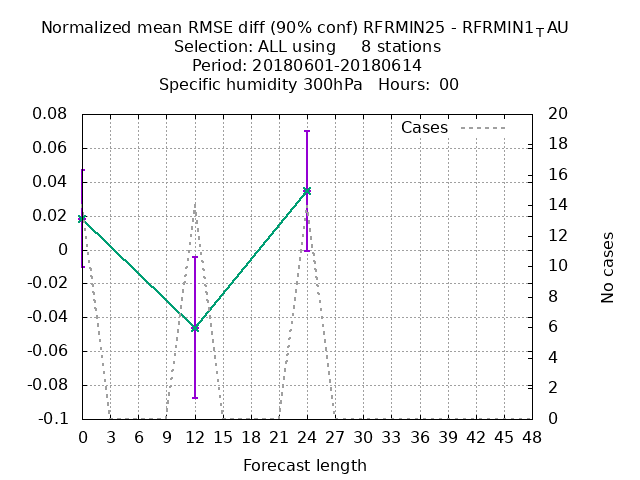 Normalized mean RMSE diff (90% conf) RFRMIN25 - RFRMIN1TAU
Selection: ALL using 8 stations
Period: 20180601-20180614
Specific humidity 300hPa Hours: 00
Cases
0.08
0.06
0.04
0.02
0
-0.02
-0.04
-0.06
-0.08
-0.1
20
18
16
14
12
10
8
6
4
2
0
No cases
0 3 6 9 12 15 18 21 24 27 30 33 36 39 42 45 48
Forecast length